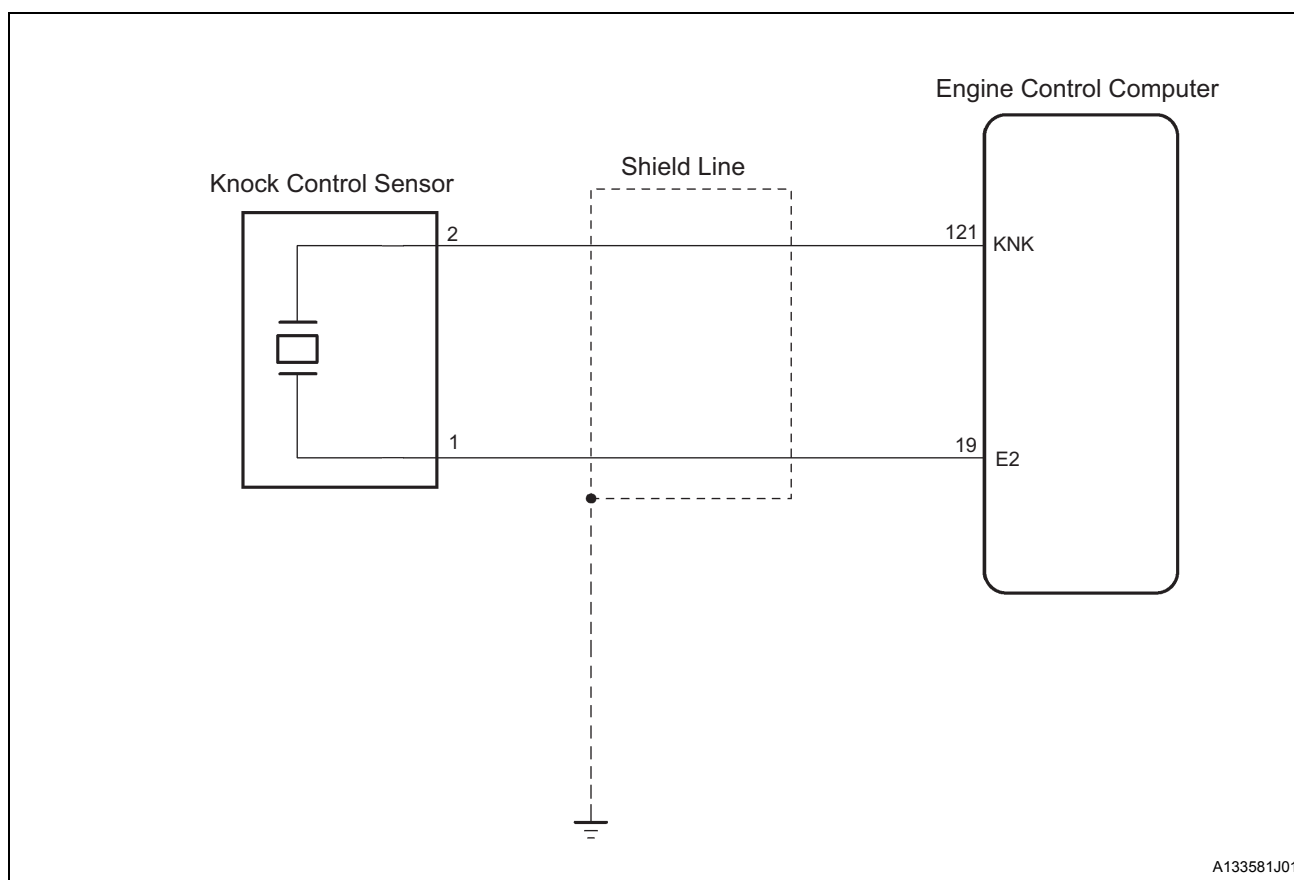 Engine Control Computer
Shield Line
Knock Control Sensor
2
121
KNK
1
19
E2
A133581J01